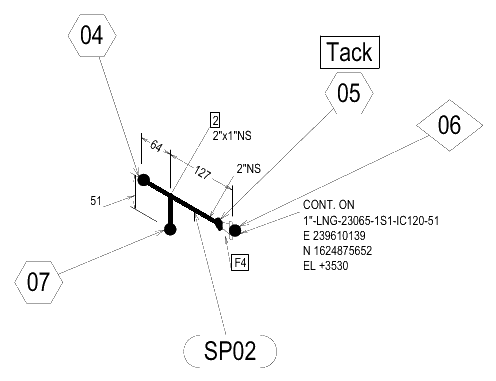 04
Tack
05
06
2
2"x1"NS
64
127
2"NS
51
CONT. ON
1"-LNG-23065-1S1-IC120-51
E 239610139
N 1624875652
EL +3530
F4
07
SP02